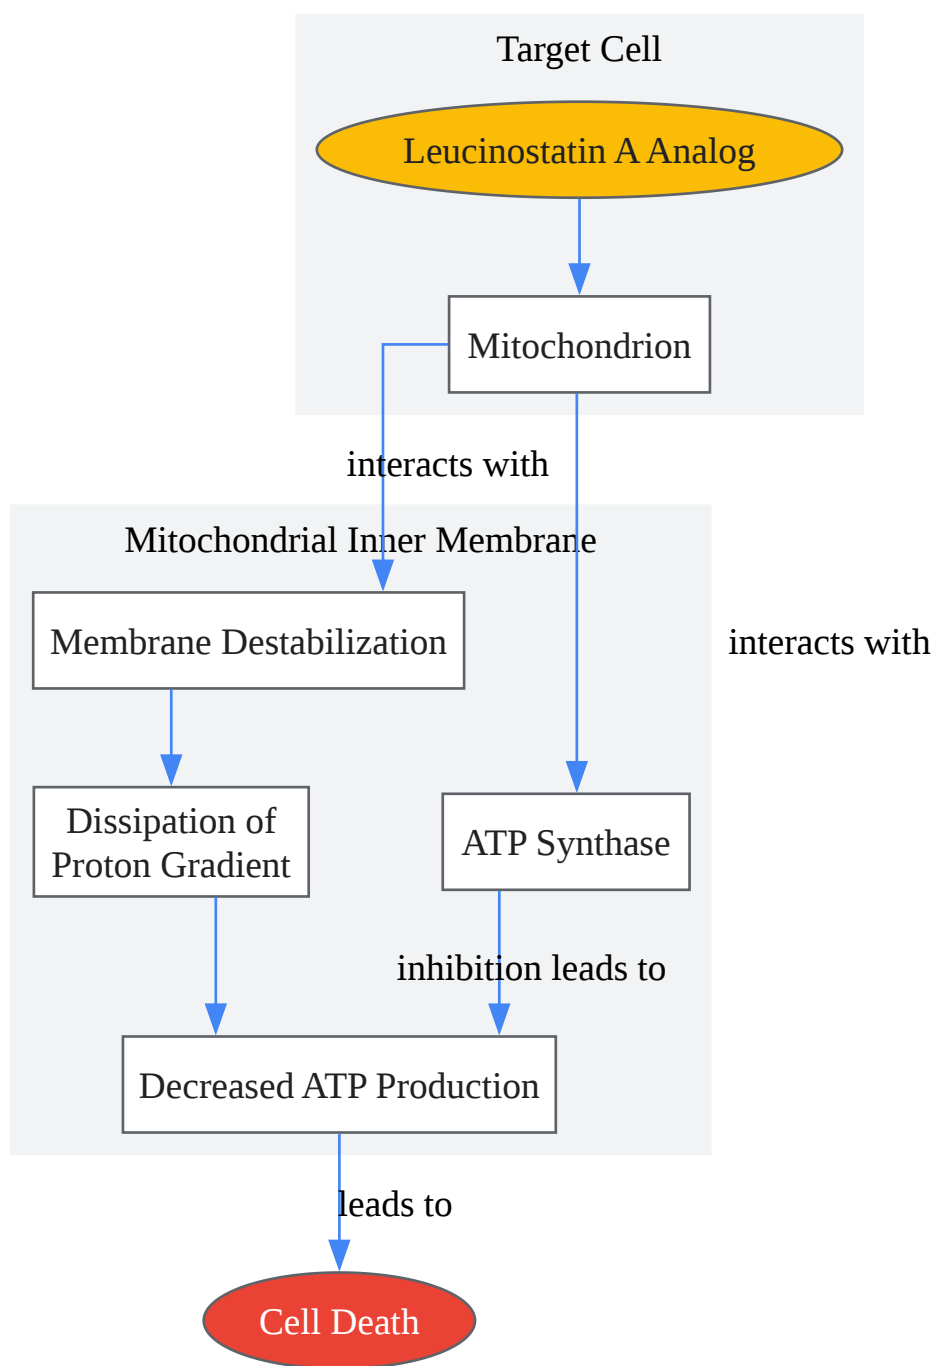 Target Cell
Leucinostatin A Analog
Mitochondrion
interacts with
Mitochondrial Inner Membrane
Membrane Destabilization
interacts with
Dissipation of
Proton Gradient
ATP Synthase
inhibition leads to
Decreased ATP Production
leads to
Cell Death